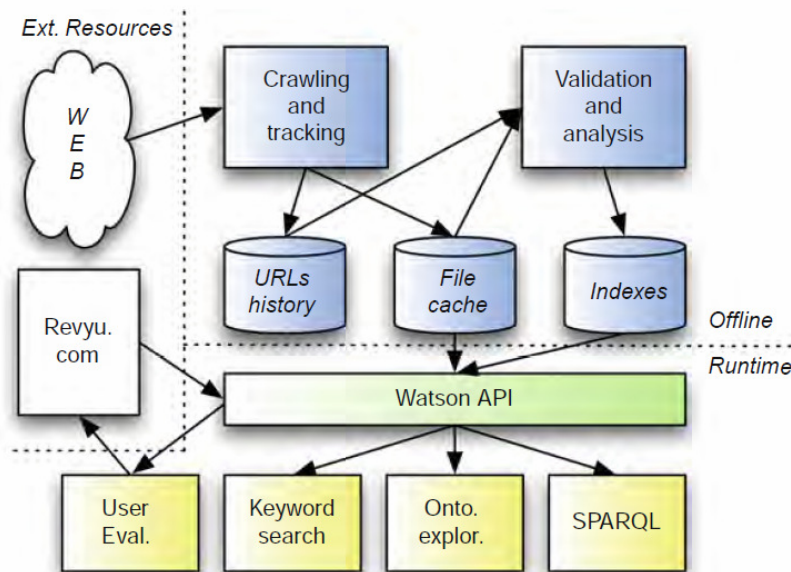 Ext. Resources
W
E
B
Crawling
and
tracking
Validation
and
analysis
URLs
history
File
cache
Indexes
Offline
Runtime
Revyu.
com
Watson API
User
Eval.
Keyword
search
Onto.
explor.
SPARQL